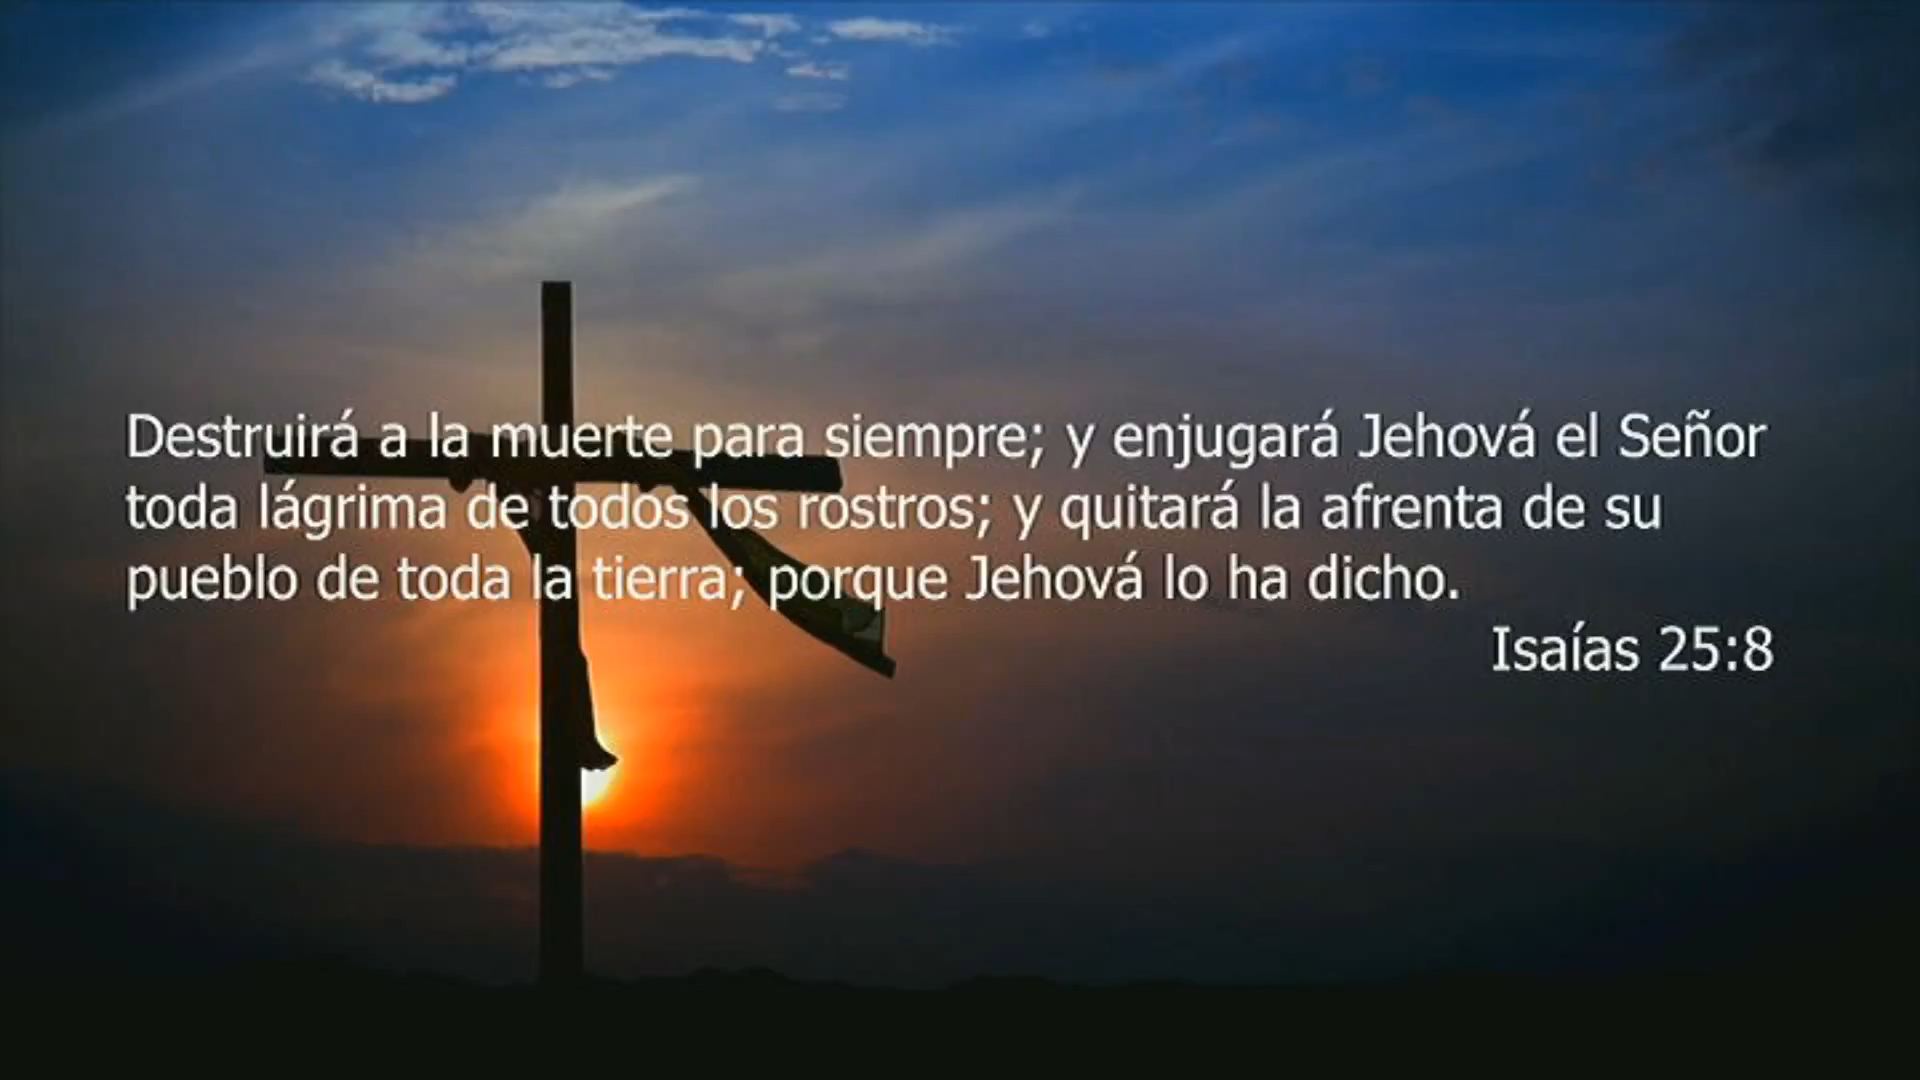 Destruirá a la muerte para siempre; y enjugará Jehová el Señor
toda lágrima de todos los rostros; y quitará la afrenta de su
pueblo de toda la tierra; porque Jehová lo ha dicho.
Isaías 25:8